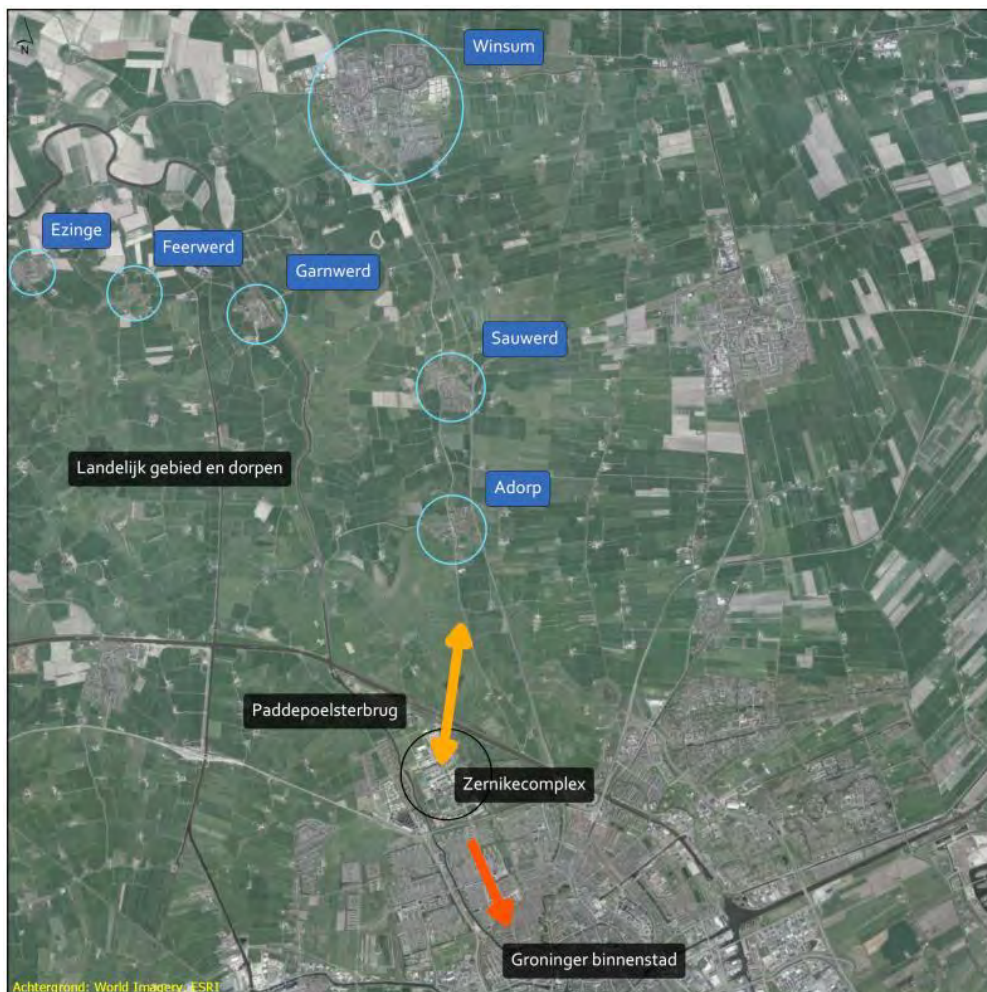 N
Winsum
Ezinge
Feerwerd
Garnwerd
Sauwerd
Landelijk gebied en dorpen
Adorp
Paddepoelsterbrug
Zernikecomplex
Groninger binnenstad
Achtergrond: World Imagery, ESRI